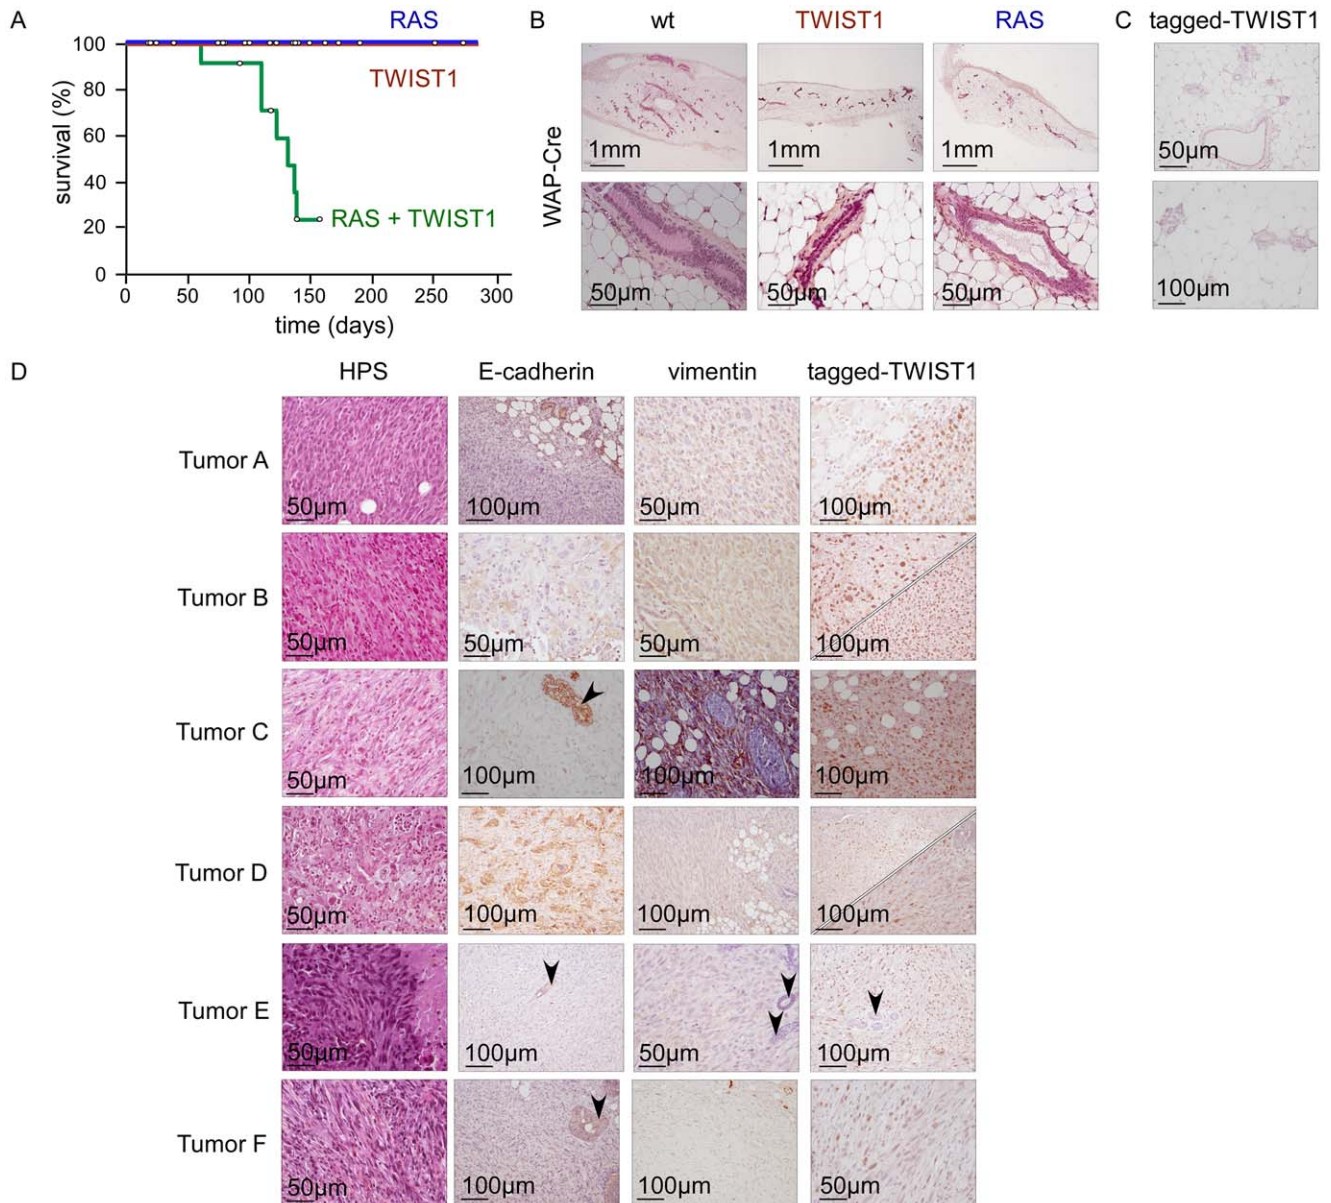 A
RAS
TWIST1
RAS + TWIST1
survival (%)
100
80
60
40
20
0
0 50 100 150 200 250 300
time (days)
B
wt TWIST1 RAS
WAP-Cre
1mm 1mm 1mm
50µm 50µm 50µm
C
tagged-TWIST1
50µm
100µm
D
HPS E-cadherin vimentin tagged-TWIST1
Tumor A 50µm 100µm 50µm 100µm
Tumor B 50µm 50µm 50µm 100µm
Tumor C 50µm 100µm 100µm 100µm
Tumor D 50µm 100µm 100µm 100µm
Tumor E 50µm 100µm 50µm 100µm
Tumor F 50µm 100µm 100µm 50µm